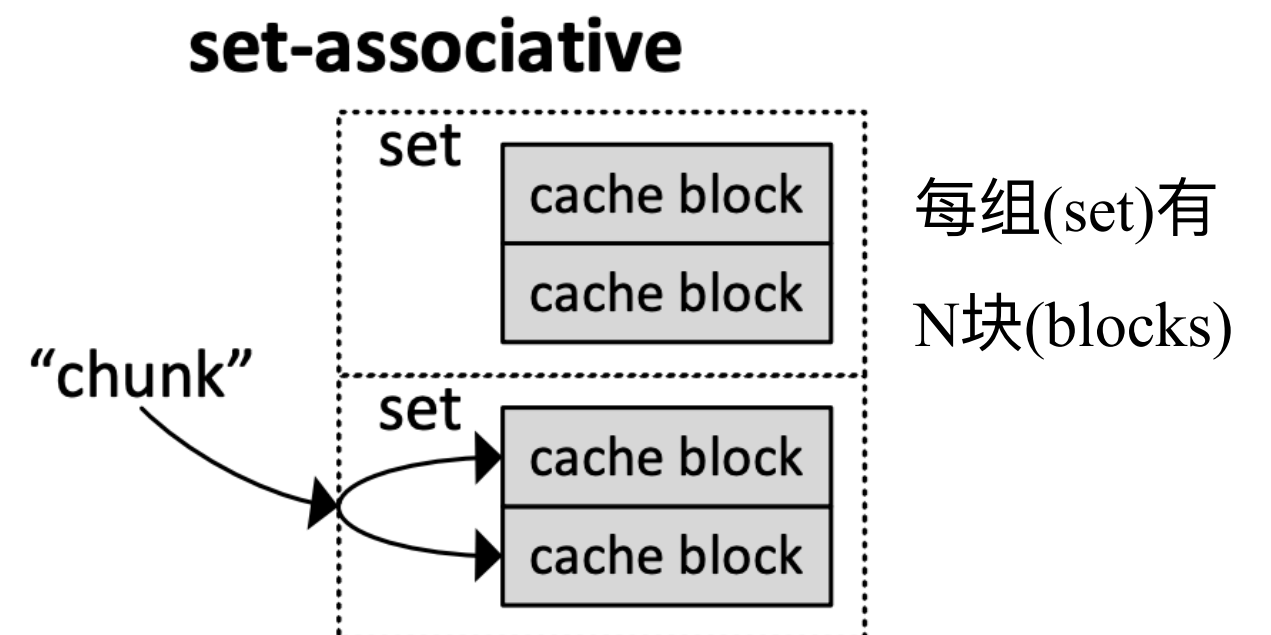 set-associative
set
cache block
每组(set)有
cache block
N块(blocks)
“chunk”
set
cache block
cache block